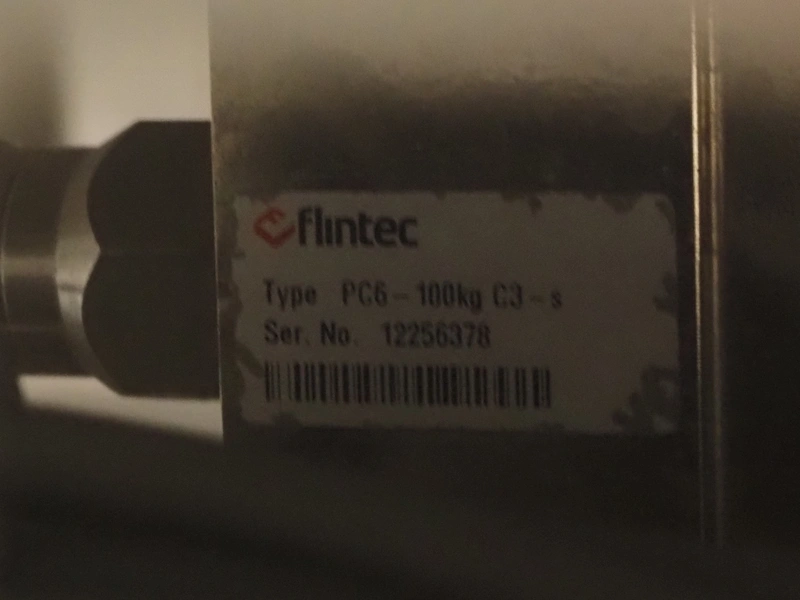 flintec
Type PC6-100kg C3-s
Ser. No. 12256378